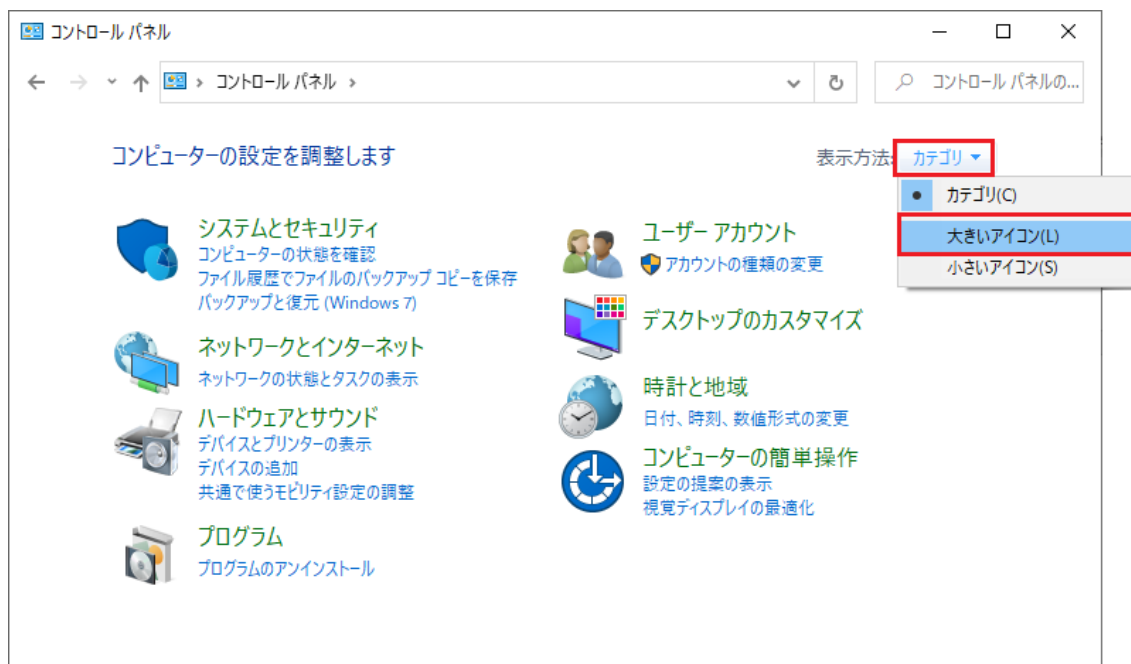 コントロール パネル
コントロール パネル
コントロール パネルの...
コンピューターの設定を調整します
表示方法: カテゴリ
カテゴリ(C)
大きいアイコン(L)
小さいアイコン(S)
システムとセキュリティ
コンピューターの状態を確認
ファイル履歴でファイルのバックアップ コピーを保存
バックアップと復元 (Windows 7)
ネットワークとインターネット
ネットワークの状態とタスクの表示
ハードウェアとサウンド
デバイスとプリンターの表示
デバイスの追加
共通で使うモビリティ設定の調整
プログラム
プログラムのアンインストール
ユーザー アカウント
アカウントの種類の変更
デスクトップのカスタマイズ
時計と地域
日付、時刻、数値形式の変更
コンピューターの簡単操作
設定の提案の表示
視覚ディスプレイの最適化